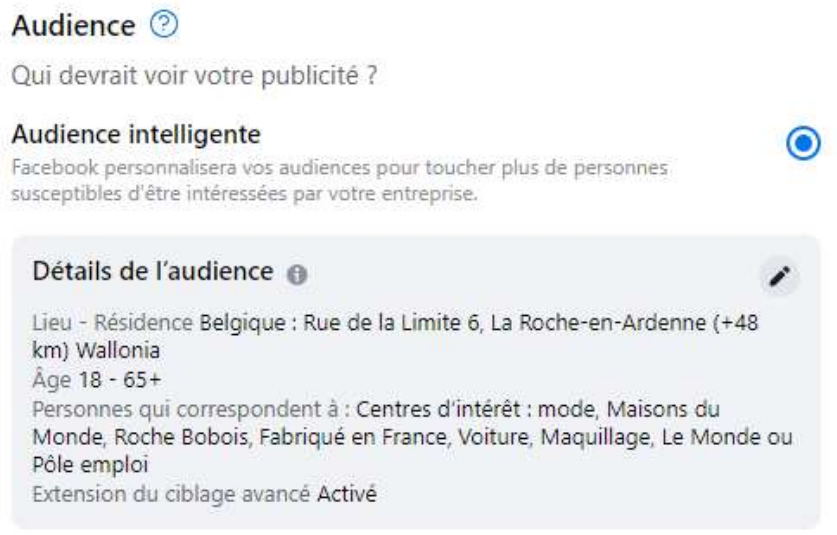 Audience ?
Qui devrait voir votre publicité ?
Audience intelligente
Facebook personnalisera vos audiences pour toucher plus de personnes
susceptibles d'être intéressées par votre entreprise.
Détails de l'audience
Lieu - Résidence Belgique : Rue de la Limite 6, La Roche-en-Ardenne (+48
km) Wallonia
Âge 18 - 65+
Personnes qui correspondent à : Centres d'intérêt : mode, Maisons du
Monde, Roche Bobois, Fabriqué en France, Voiture, Maquillage, Le Monde ou
Pôle emploi
Extension du ciblage avancé Activé